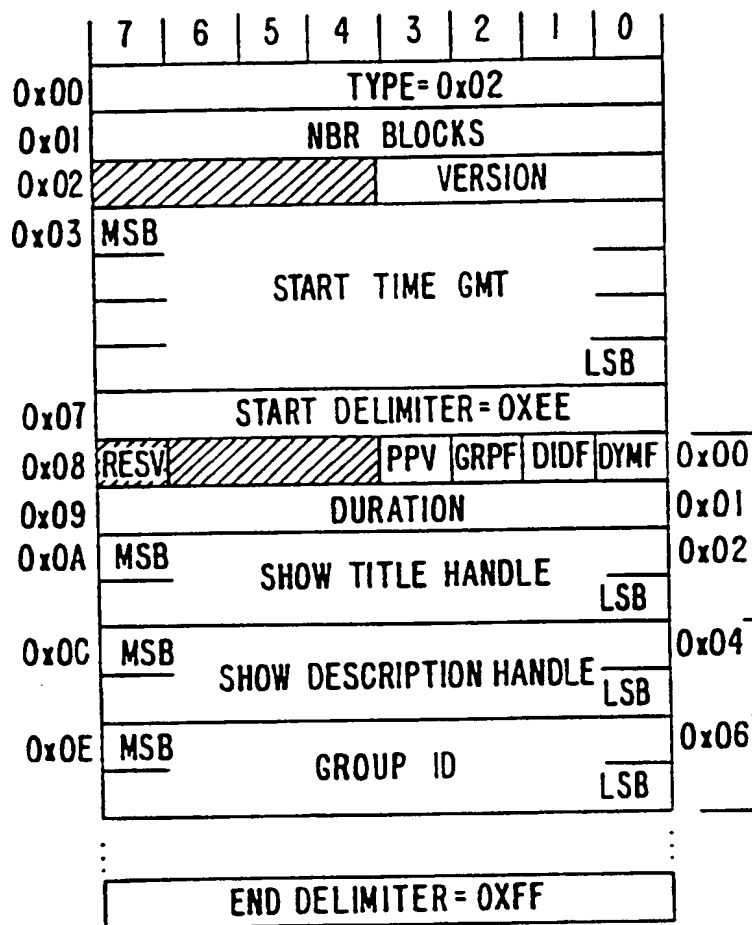 7 6 5 4 3 2 1 0
0x00 TYPE=0x02
0x01 NBR BLOCKS
0x02 VERSION
0x03 MSB
START TIME GMT
LSB
0x07 START DELIMITER=0XEE
0x08 RESV PPV GRPF DIDF DYMF 0x00
0x09 DURATION 0x01
0x0A MSB 0x02
SHOW TITLE HANDLE
LSB
0x0C MSB 0x04
SHOW DESCRIPTION HANDLE
LSB
0x0E MSB 0x06
GROUP ID
LSB
END DELIMITER=0XFF